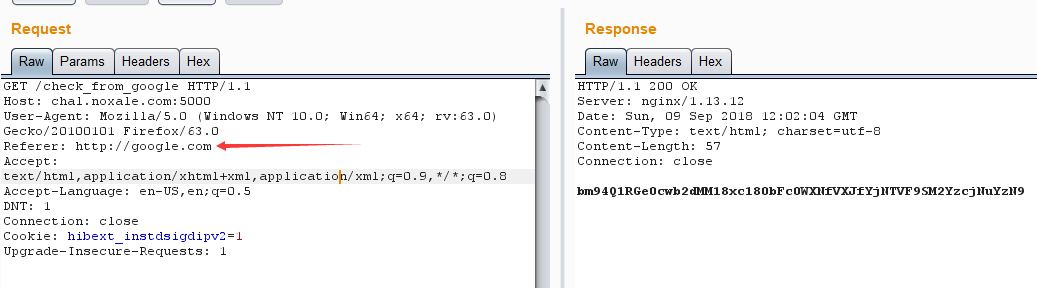 Request
Raw Params Headers Hex
GET /check_from_google HTTP/1.1
Host: chal.noxale.com:5000
User-Agent: Mozilla/5.0 (Windows NT 10.0; Win64; x64; rv:63.0)
Gecko/20100101 Firefox/63.0
Referer: http://google.com
Accept:
text/html,application/xhtml+xml,application/xml;q=0.9,*/*;q=0.8
Accept-Language: en-US,en;q=0.5
DNT: 1
Connection: close
Cookie: hibext_instdsigdipv2=1
Upgrade-Insecure-Requests: 1
Response
Raw Headers Hex
HTTP/1.1 200 OK
Server: nginx/1.13.12
Date: Sun, 09 Sep 2018 12:02:04 GMT
Content-Type: text/html; charset=utf-8
Content-Length: 57
Connection: close
bm94Q1RGe0cwb2dMM18xc180bFc0WXNfVXJfYjNTVF9SM2YzcjNuYzN9